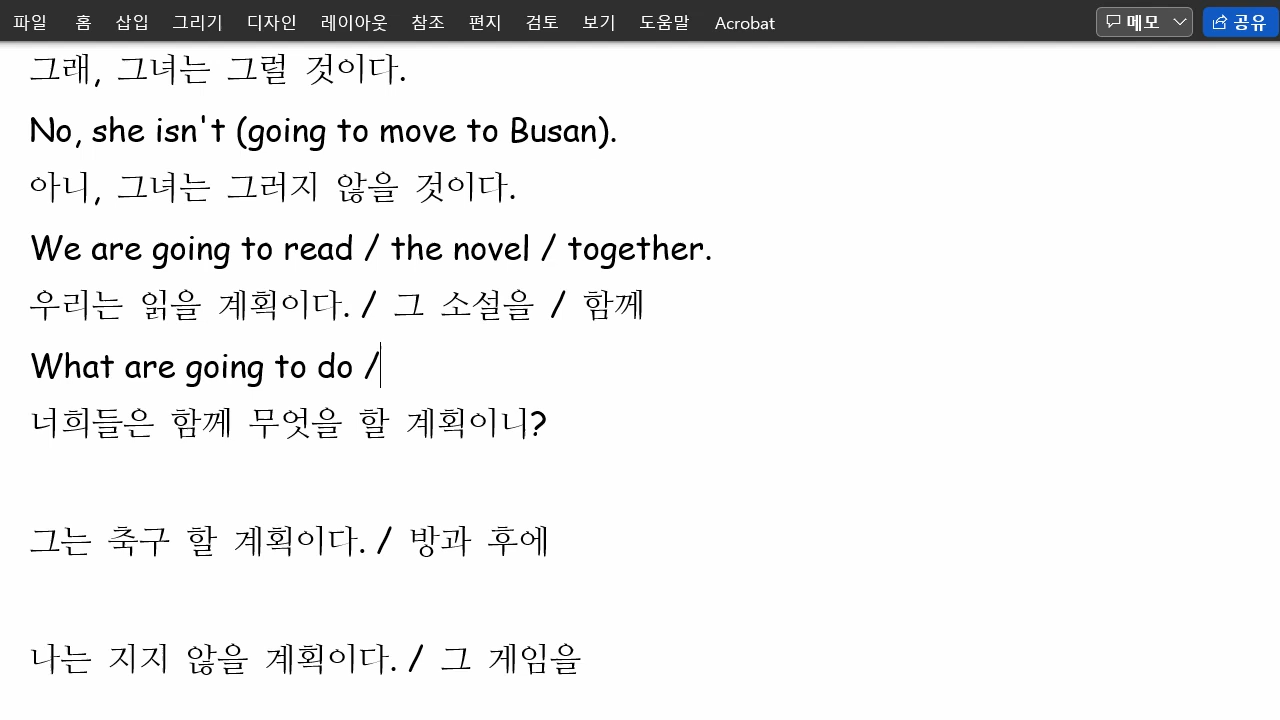 파일 홈 삽입 그리기 디자인 레이아웃 참조 편지 검토 보기 도움말 Acrobat 메모 공유
그래, 그녀는 그럴 것이다.
No, she isn't (going to move to Busan).
아니, 그녀는 그러지 않을 것이다.
We are going to read / the novel / together.
우리는 읽을 계획이다. / 그 소설을 / 함께
What are going to do /
너희들은 함께 무엇을 할 계획이니?
그는 축구 할 계획이다. / 방과 후에
나는 지지 않을 계획이다. / 그 게임을